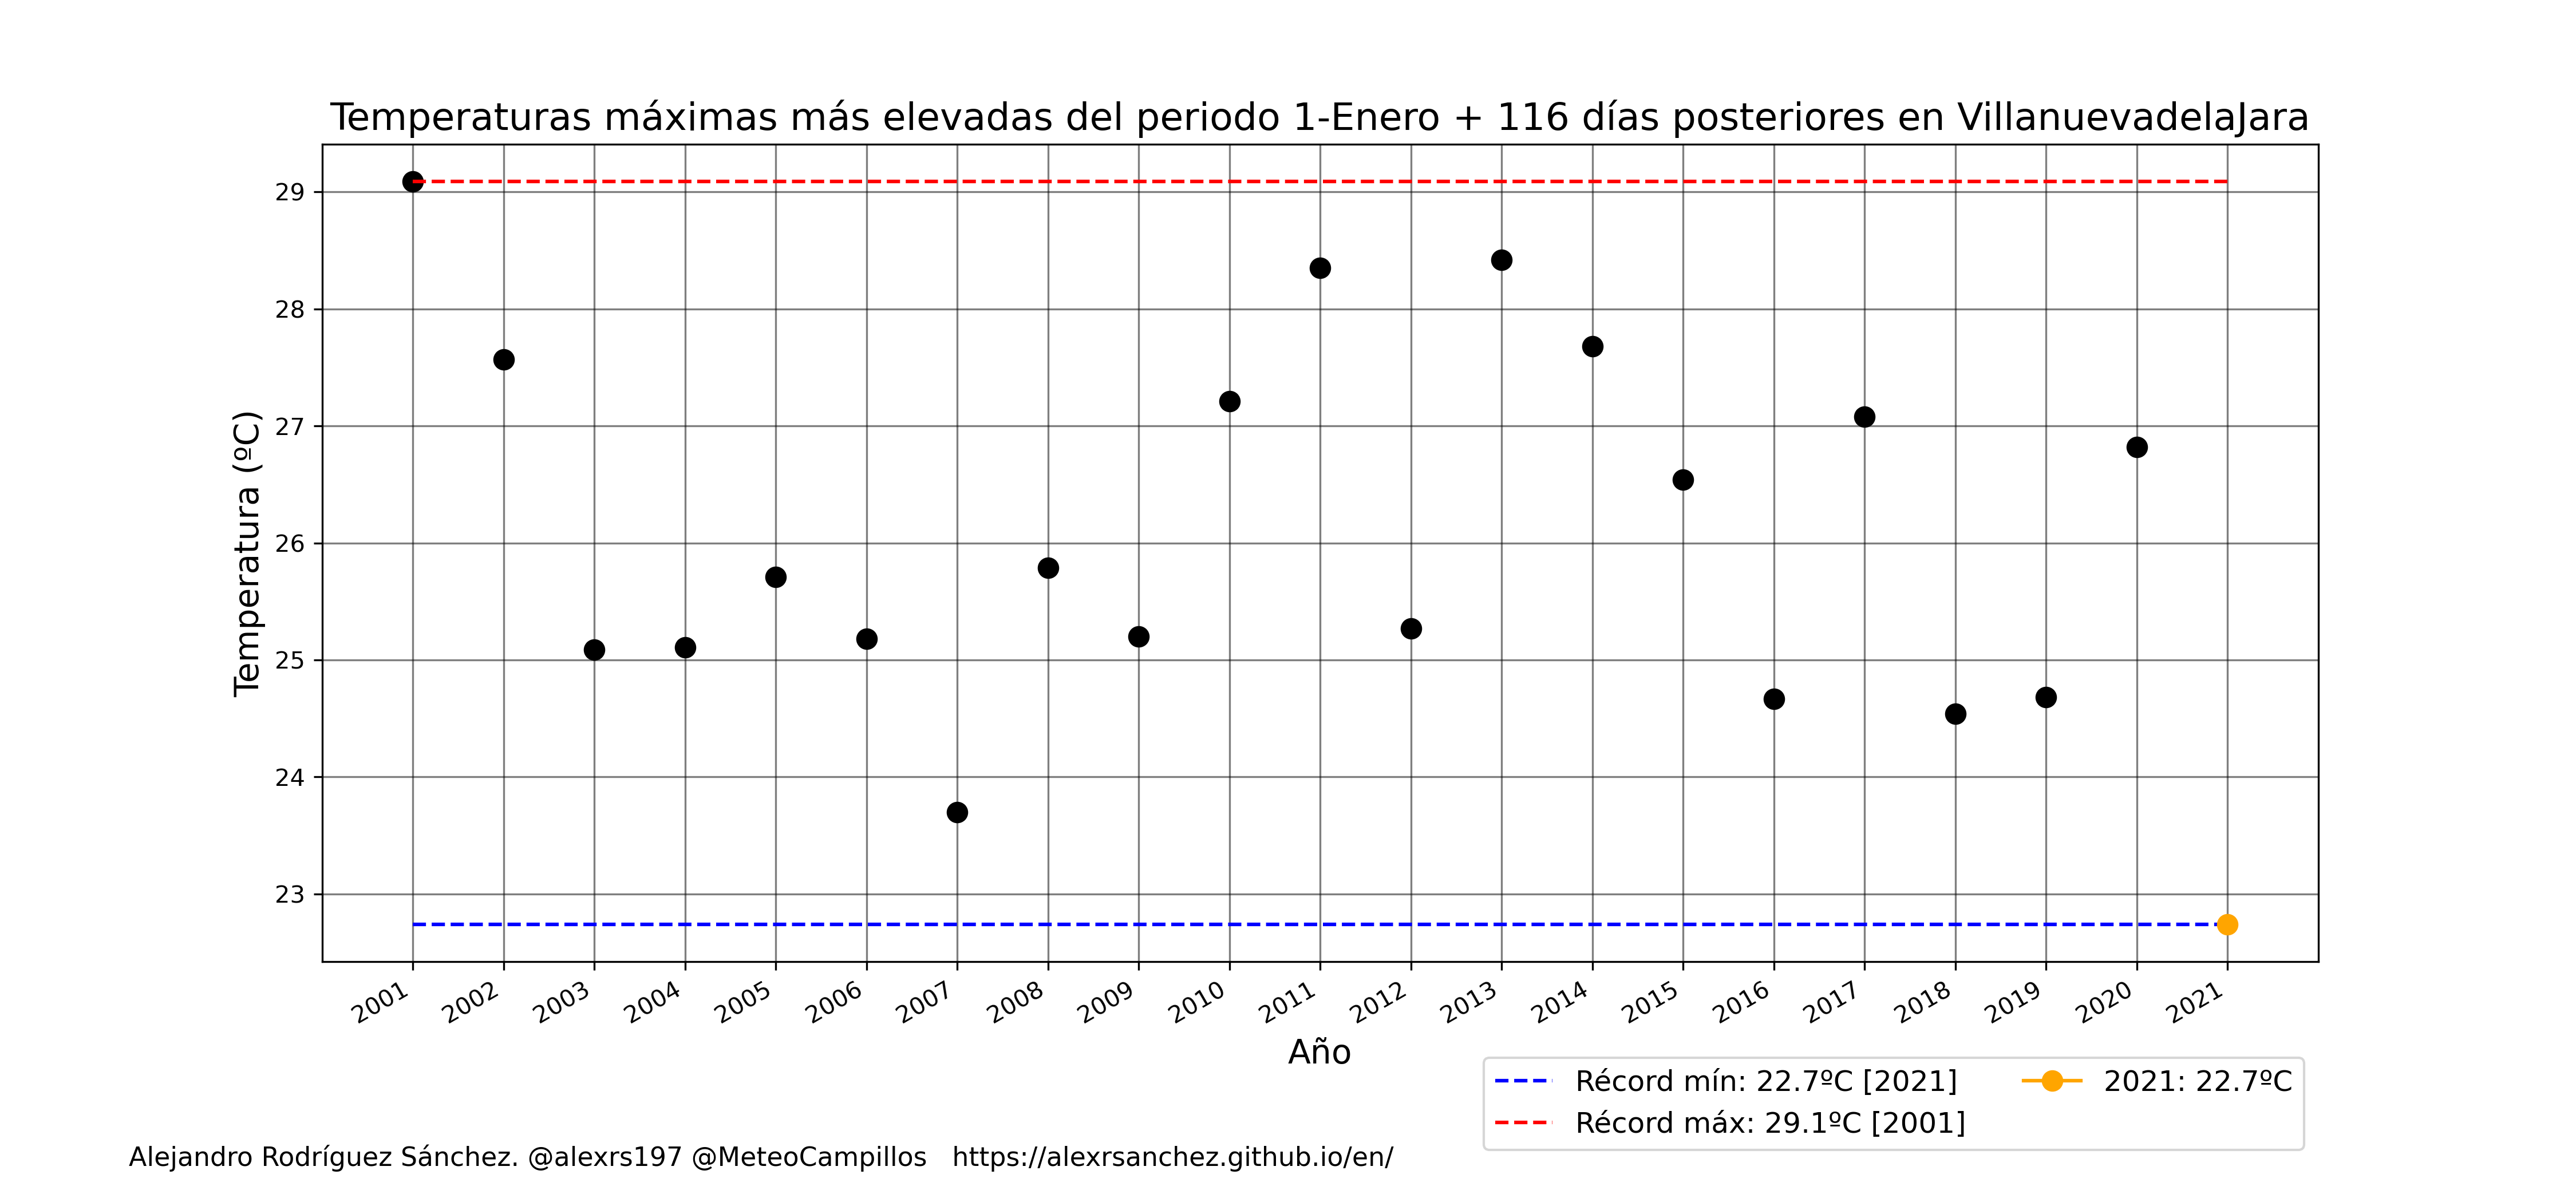 Temperaturas máximas más elevadas del periodo 1-Enero + 116 días posteriores en VillanuevadelaJara
Temperatura (ºC)
29
28
27
26
25
24
23
2001 2002 2003 2004 2005 2006 2007 2008 2009 2010 2011 2012 2013 2014 2015 2016 2017 2018 2019 2020 2021
Año
Récord mín: 22.7ºC [2021]
Récord máx: 29.1ºC [2001]
2021: 22.7ºC
Alejandro Rodríguez Sánchez. @alexrs197 @MeteoCampillos https://alexrsanchez.github.io/en/